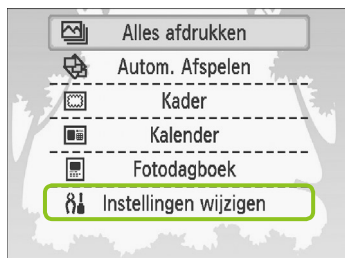 Alles afdrukken
Autom. Afspelen
Kader
Kalender
Fotodagboek
Instellingen wijzigen